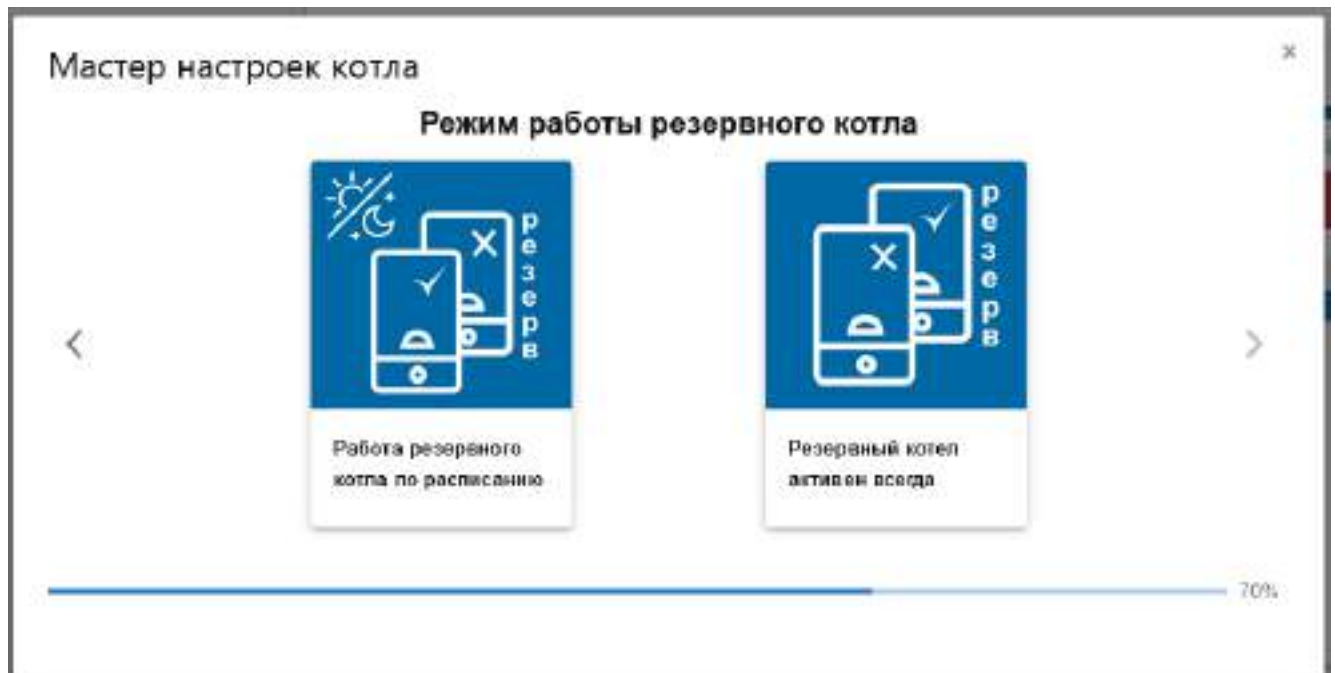 Мастер настроек котла
Режим работы резервного котла
резерв
резерв
Работа резервного
котла по расписанию
Резервный котел
активен всегда
70%